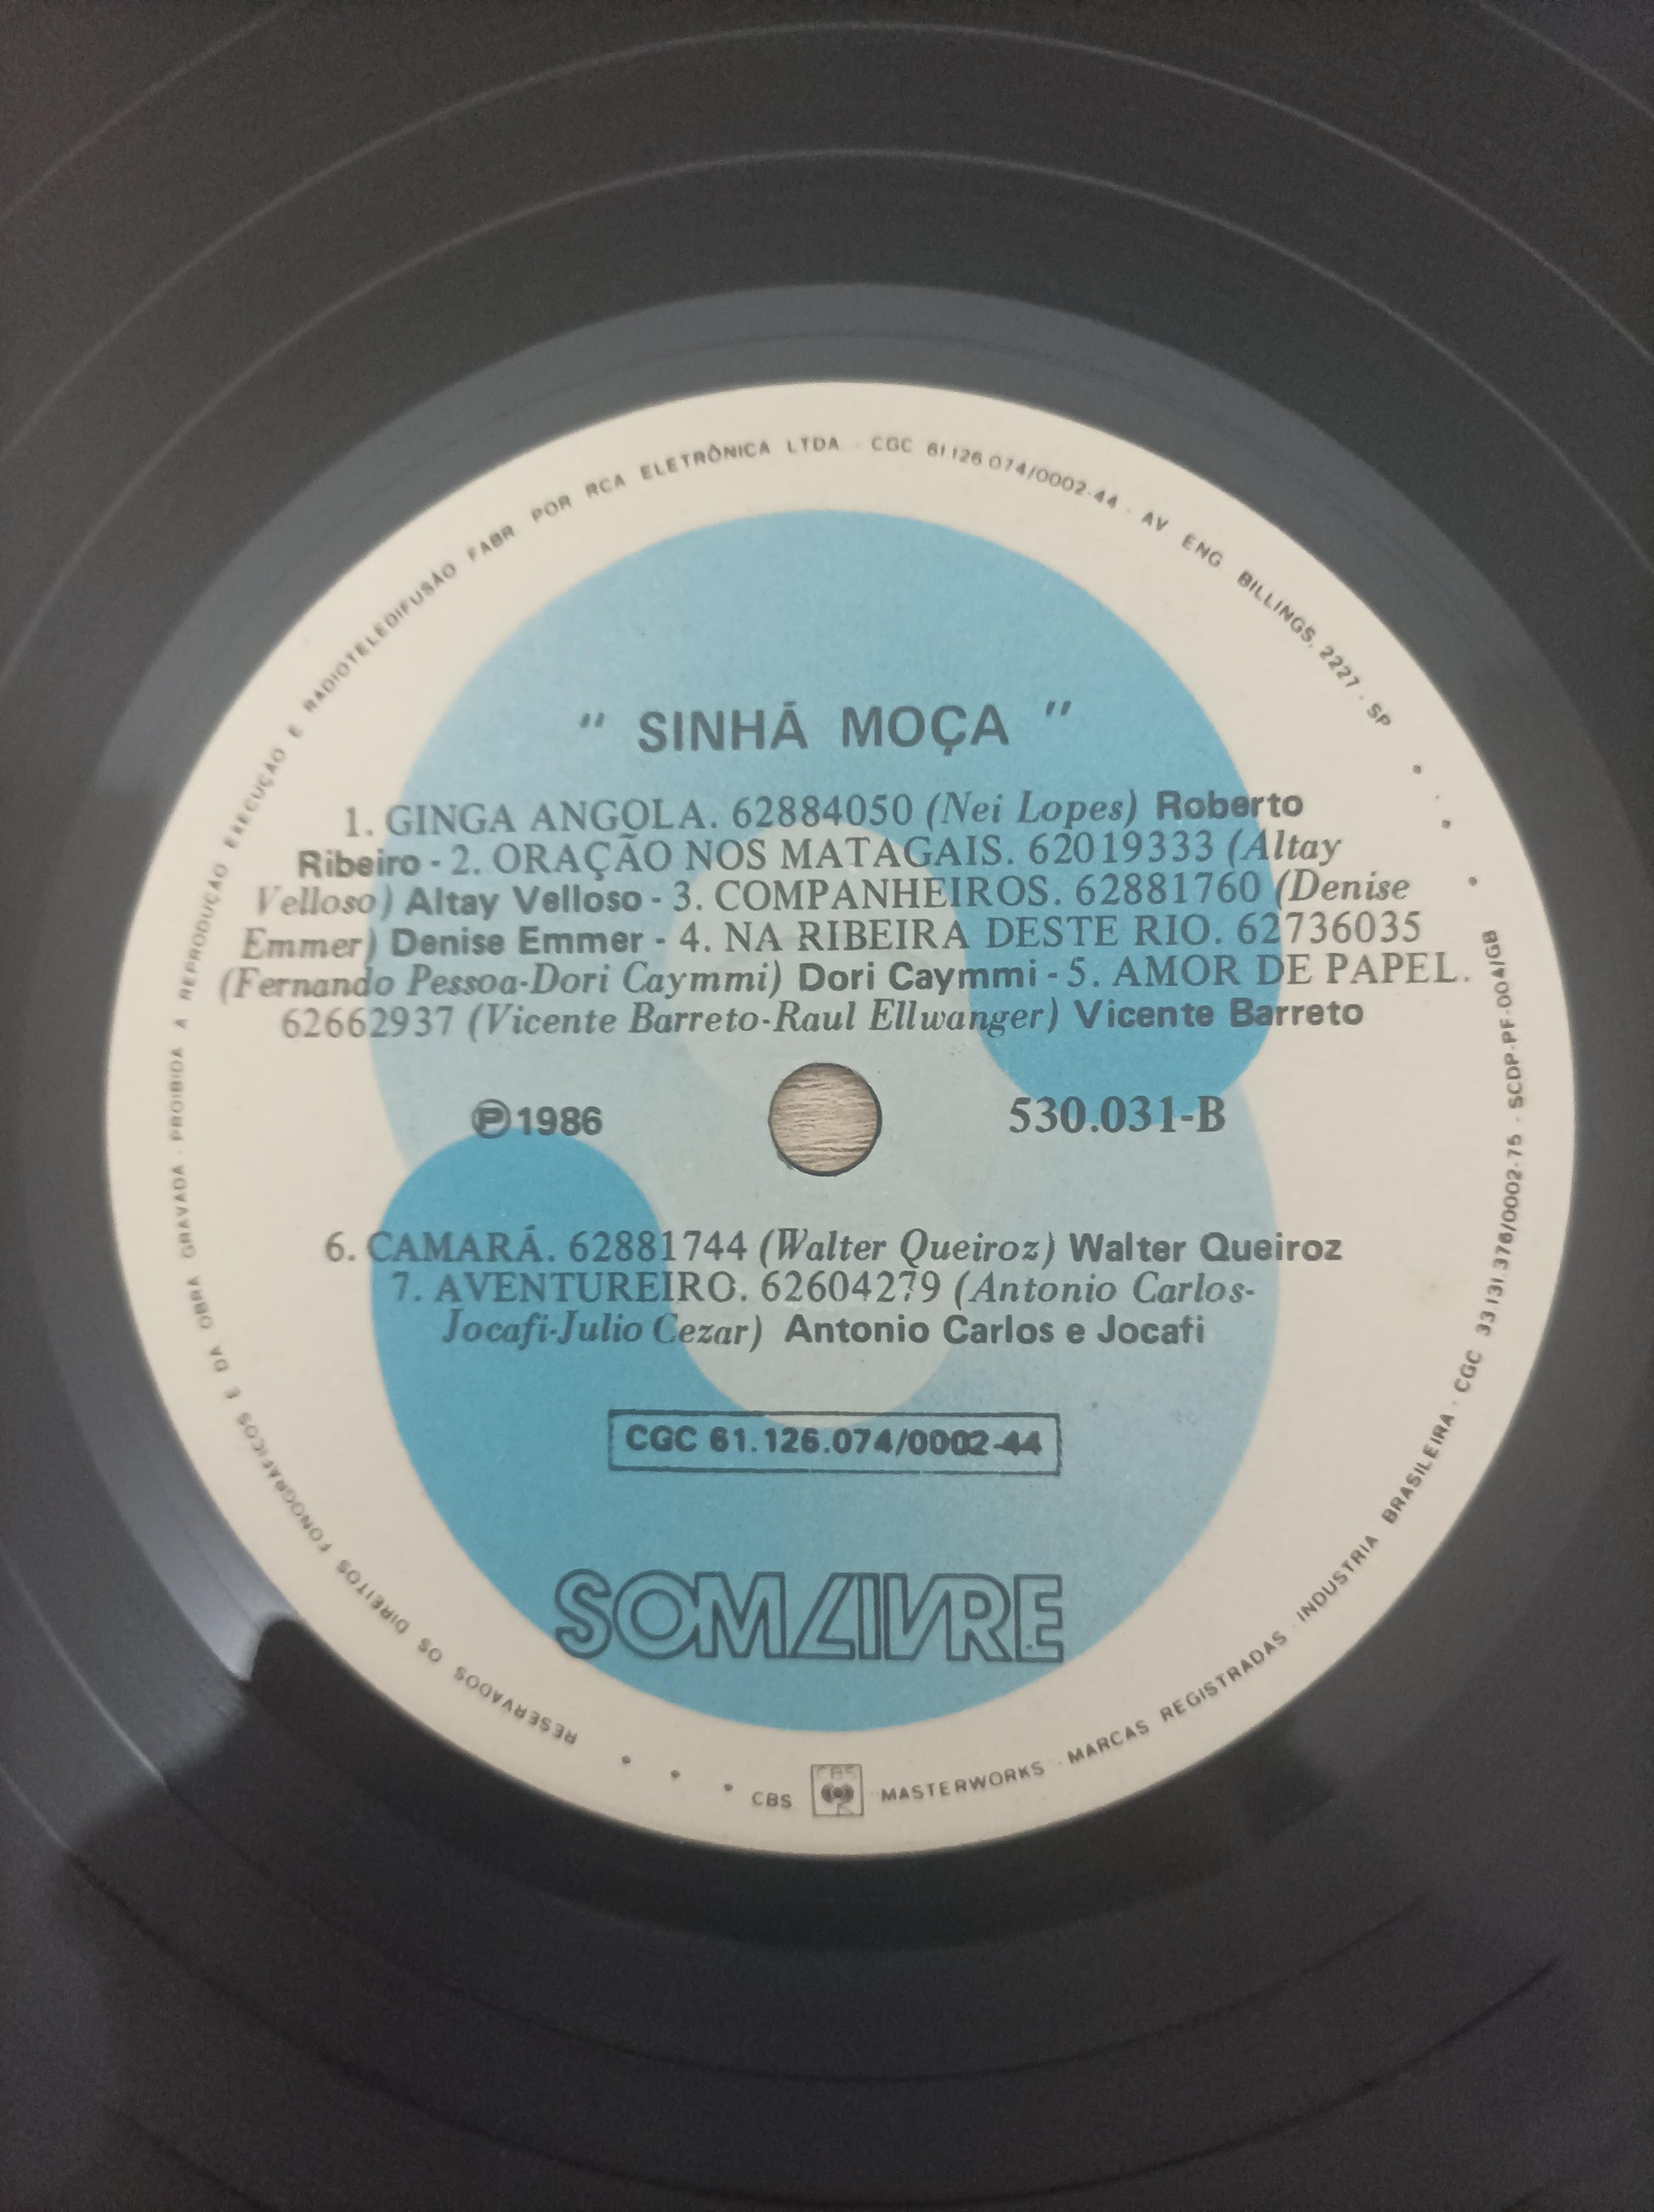 " SINHÁ MOÇA "
1. GINGA ANGOLA. 62884050 (Nei Lopes) Roberto
Ribeiro - 2. ORAÇÃO NOS MATAGAIS. 62019333 (Altay
Velloso) Altay Velloso - 3. COMPANHEIROS. 62881760 (Denise
Emmer) Denise Emmer - 4. NA RIBEIRA DESTE RIO. 62736035
(Fernando Pessoa-Dori Caymmi) Dori Caymmi - 5. AMOR DE PAPEL.
62662937 (Vicente Barreto-Raul Ellwanger) Vicente Barreto
℗1986
530.031-B
6. CAMARÁ. 62881744 (Walter Queiroz) Walter Queiroz
7. AVENTUREIRO. 62604279 (Antonio Carlos-
Jocafi-Julio Cezar) Antonio Carlos e Jocafi
CGC 61.126.074/0002-44
SOM LIVRE
RESERVADOS OS DIREITOS FONOGRÁFICOS E DA OBRA GRAVADA · PROIBIDA A REPRODUÇÃO EXECUÇÃO E RADIOTELEDIFUSÃO FABR. POR RCA ELETRÔNICA LTDA · CGC 61 126 074/0002-44 · AV ENG BILLINGS, 2227 · SP
CBS CBS MASTERWORKS · MARCAS REGISTRADAS · INDUSTRIA BRASILEIRA · CGC 33 131 376/0002-75 · SCDP-PF-004/GB